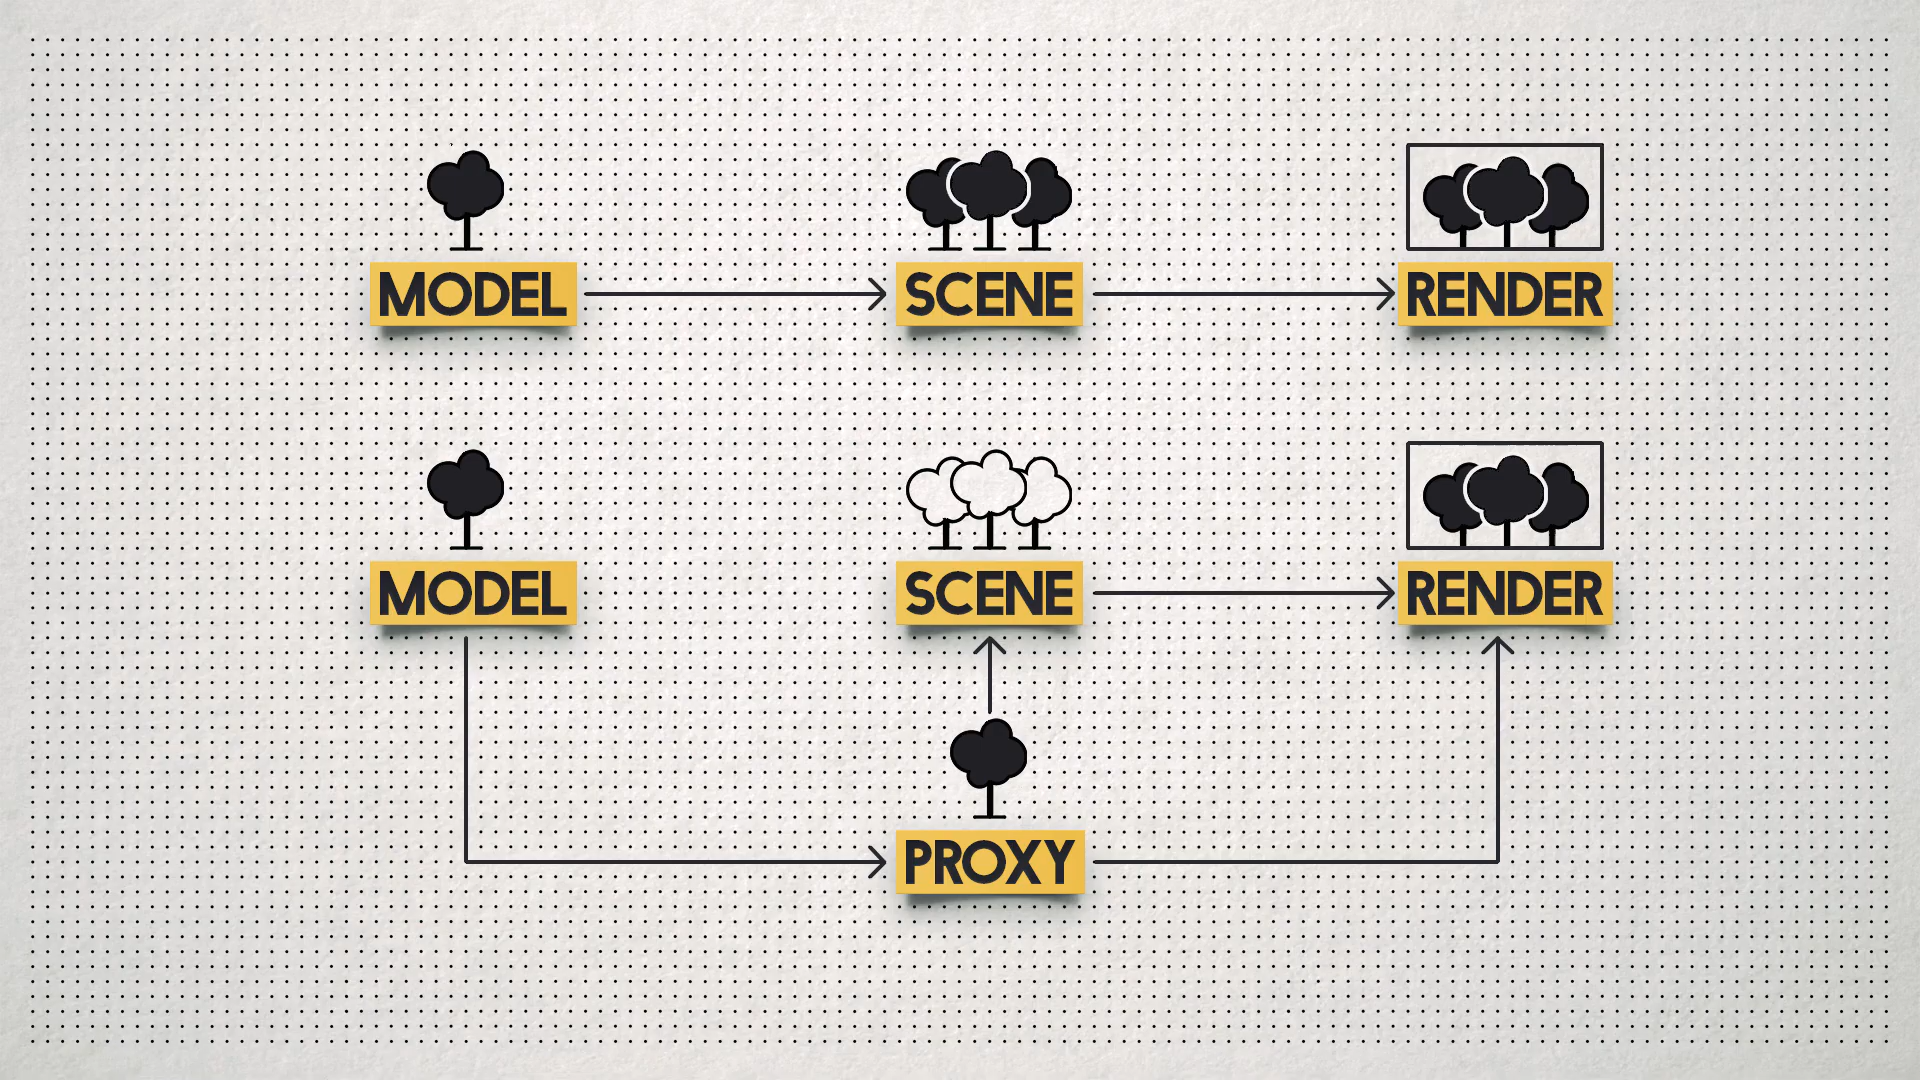 MODEL
SCENE
RENDER
MODEL
SCENE
RENDER
PROXY